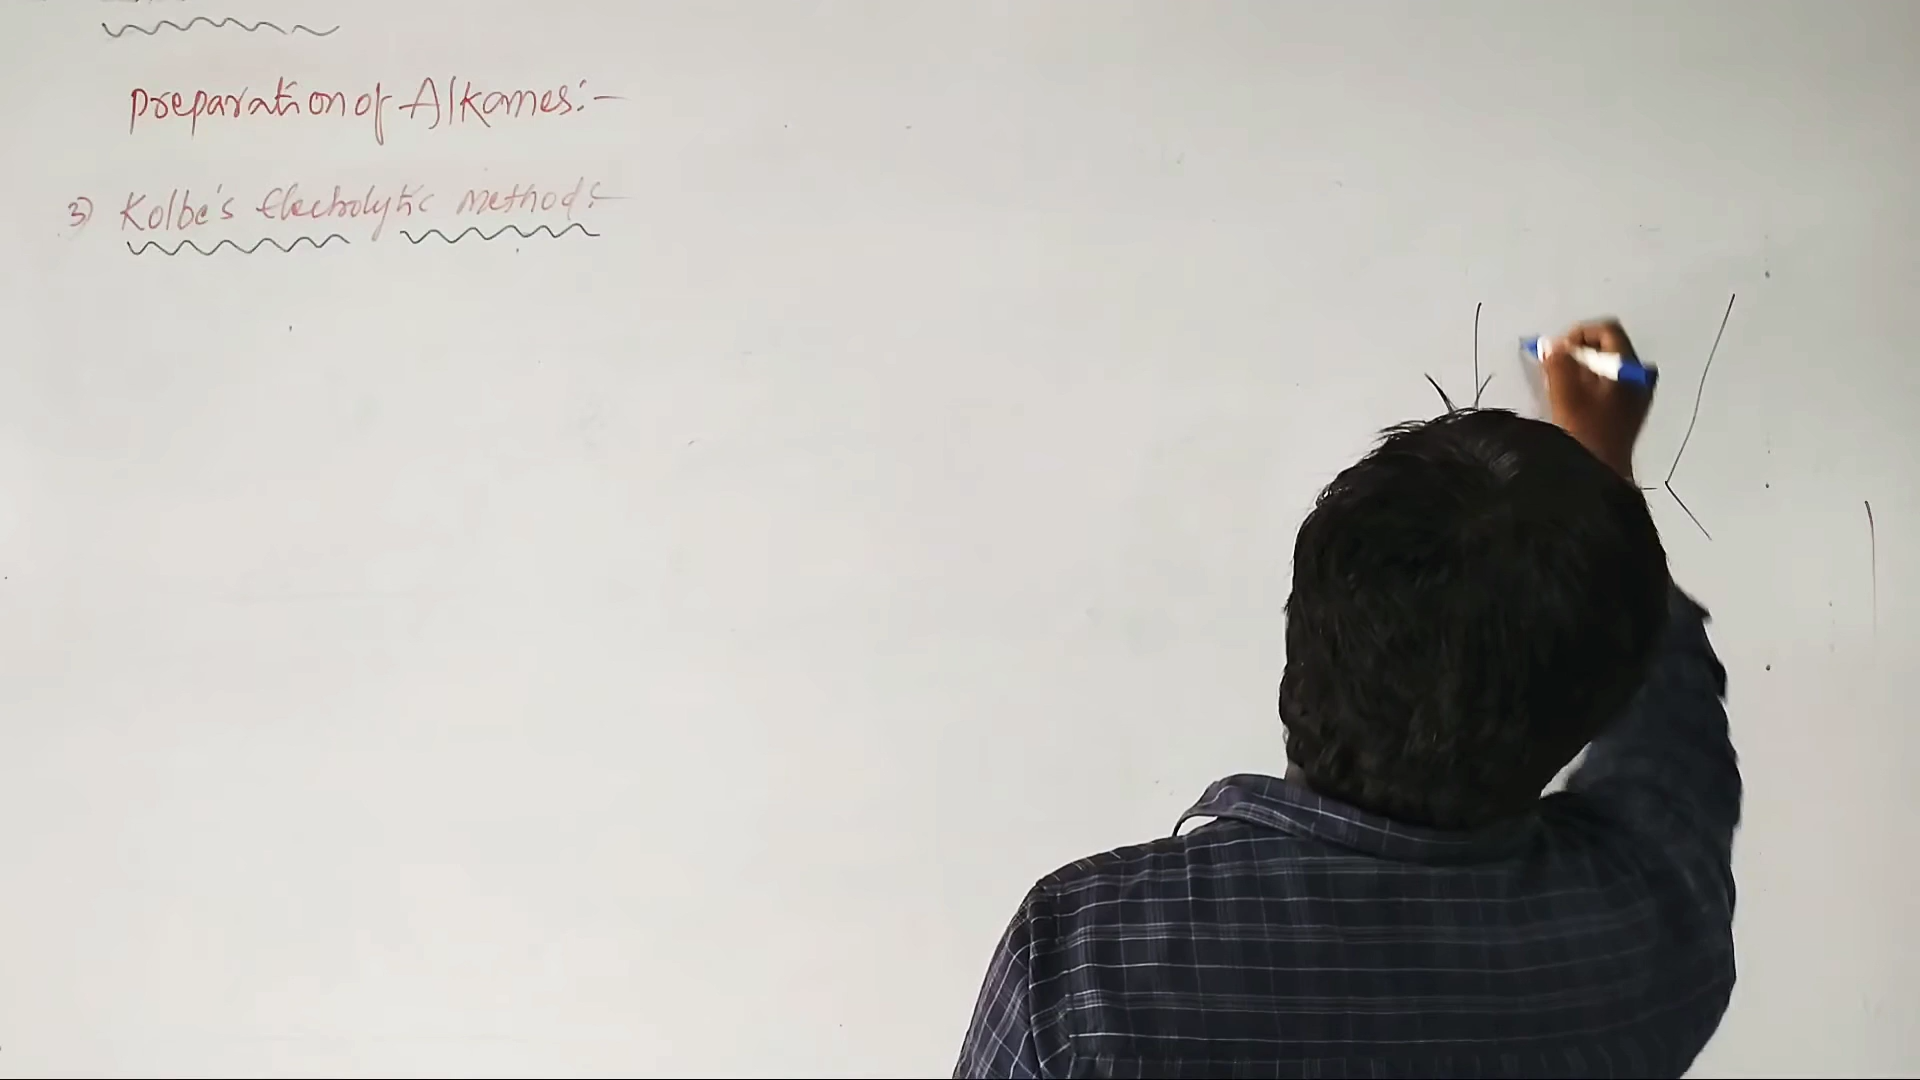 Preparation of Alkanes:-
3) Kolbe's Electrolytic Method:-